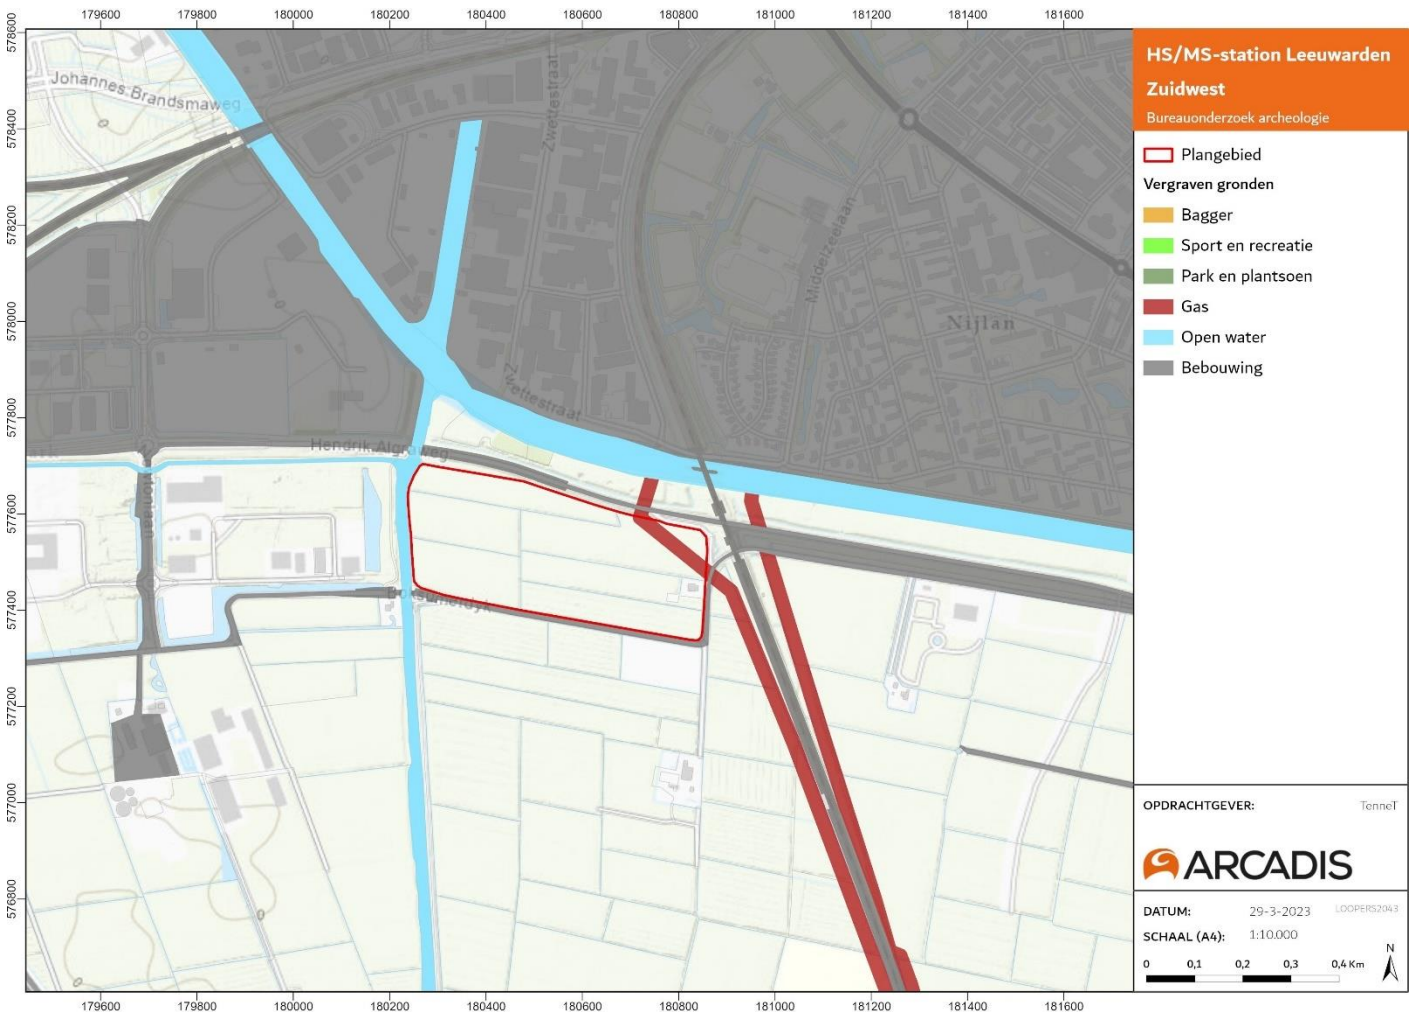 179600 179800 180000 180200 180400 180600 180800 181000 181200 181400 181600
578600
578400
578200
578000
577800
577600
577400
577200
577000
576800
Johannes Brandsmaweg
Zwettestraat
Middelzeelaan
Nijlan
Zwettestraat
Hendrik Algraweg
179600 179800 180000 180200 180400 180600 180800 181000 181200 181400 181600
HS/MS-station Leeuwarden
Zuidwest
Bureauonderzoek archeologie
Plangebied
Vergraven gronden
Bagger
Sport en recreatie
Park en plantsoen
Gas
Open water
Bebouwing
OPDRACHTGEVER: TenneT
ARCADIS
DATUM: 29-3-2023 LOOPERS2043
SCHAAL (A4): 1:10.000
N
0 0,1 0,2 0,3 0,4 Km